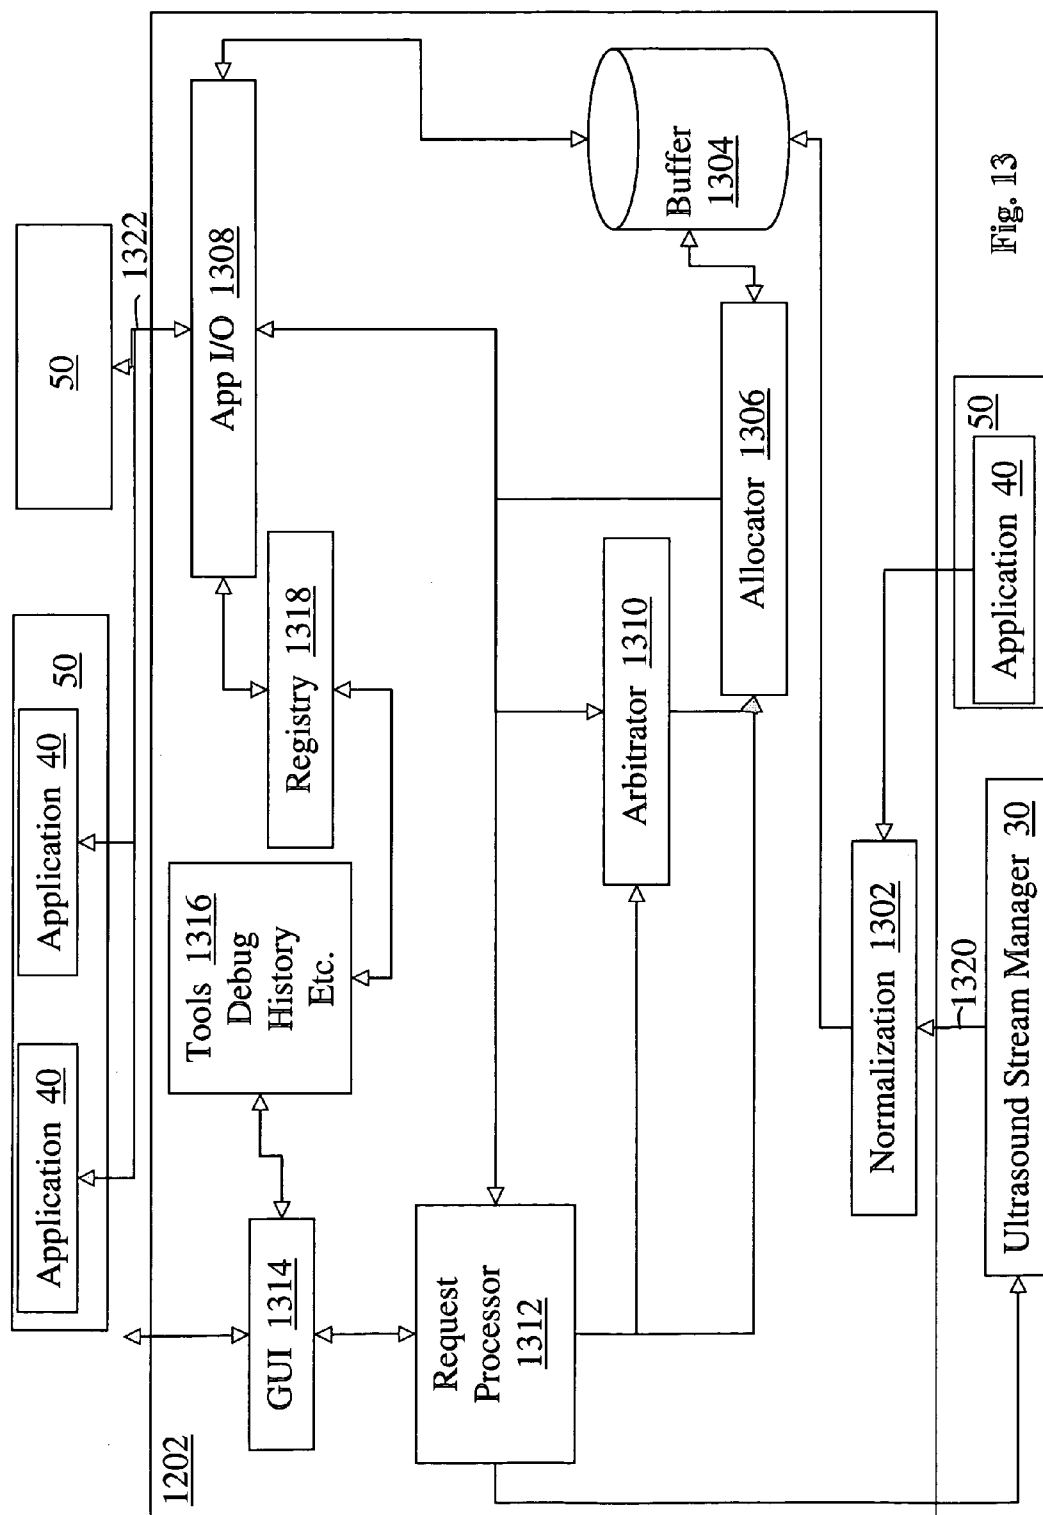 1202
Application 40
Application 40
50
50
1322
GUI 1314
Tools 1316
Debug
History
Etc.
Registry 1318
App I/O 1308
Request
Processor
1312
Arbitrator 1310
Allocator 1306
Buffer
1304
Normalization 1302
1320
Ultrasound Stream Manager 30
Application 40
50
Fig. 13